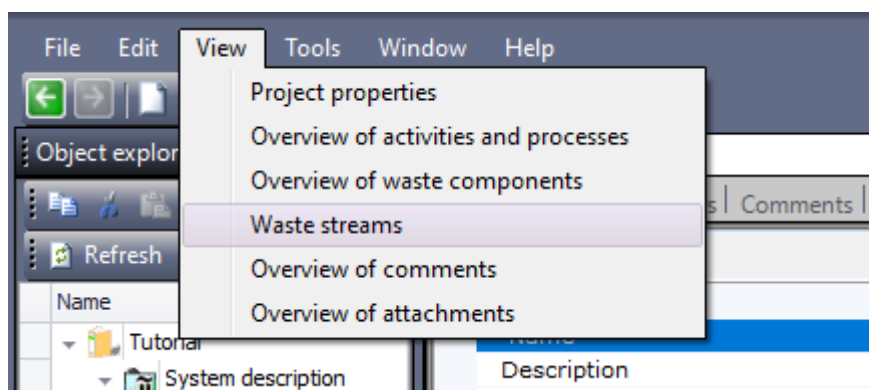 File Edit View Tools Window Help
Project properties
Overview of activities and processes
Overview of waste components
Waste streams
Overview of comments
Overview of attachments
Object explor
Comments
Refresh
Name
Tutorial
System description
Name
Description